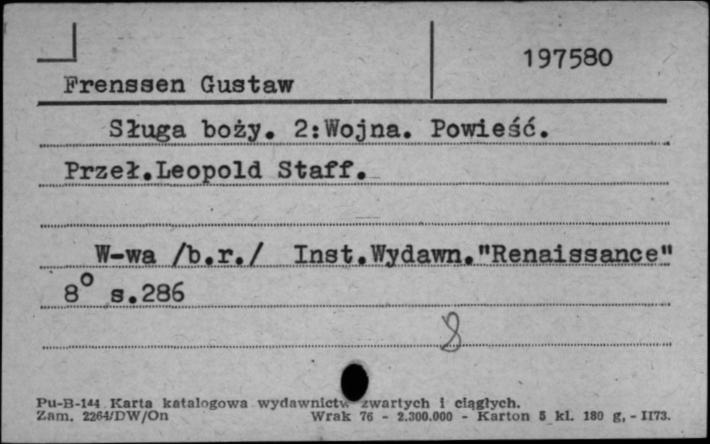 197580
Frenssen Gustaw
Sługa boży. 2:Wojna. Powieść.
Przeł.Leopold Staff.
W-wa /b.r./ Inst.Wydawn."Renaissance"
8° s.286
8
Pu-B-144 Karta katalogowa wydawnictw zwartych i ciągłych.
Zam. 2264/DW/On Wrak 76 - 2.300.000 - Karton 5 kl. 180 g. - II73.